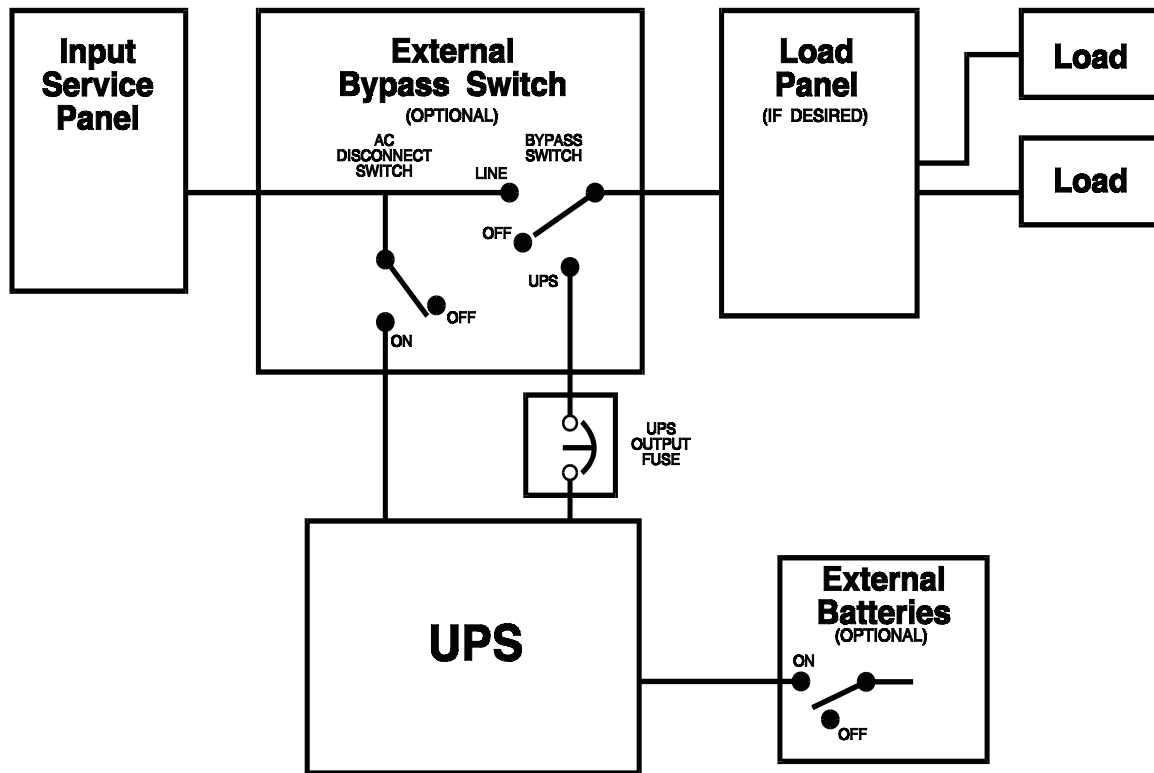 Input
Service
Panel
External
Bypass Switch
(OPTIONAL)
AC
DISCONNECT
SWITCH
BYPASS
SWITCH
LINE
OFF
UPS
OFF
ON
Load
Panel
(IF DESIRED)
Load
Load
UPS
OUTPUT
FUSE
UPS
External
Batteries
(OPTIONAL)
ON
OFF